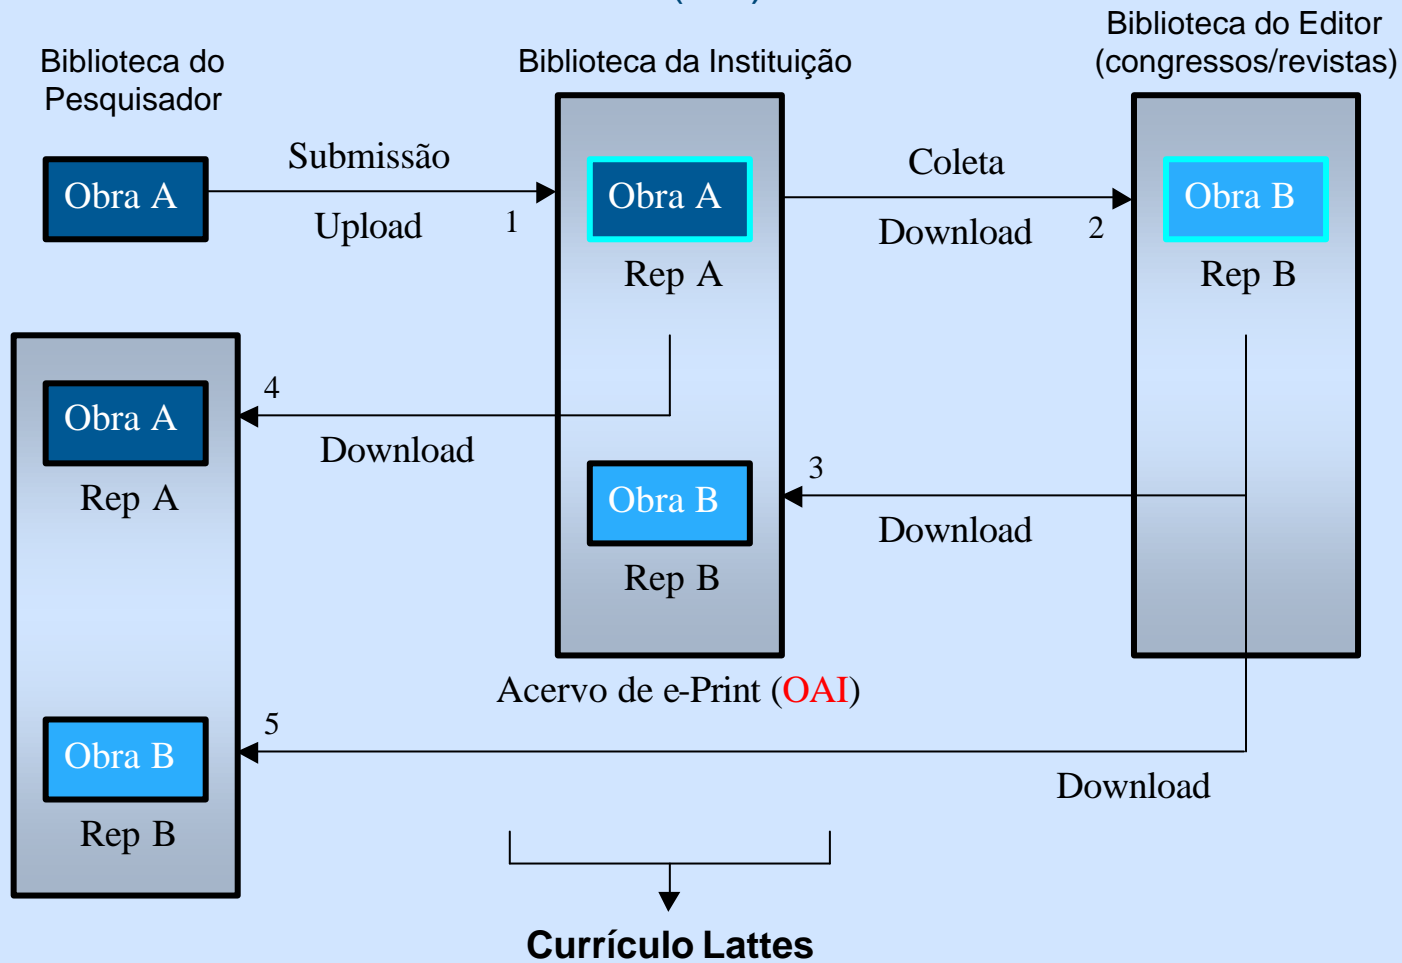 Biblioteca do
Pesquisador
Biblioteca da Instituição
Biblioteca do Editor
(congressos/revistas)
Obra A
Submissão
Upload
1
Obra A
Rep A
Coleta
Download
2
Obra B
Rep B
4
Obra A
Download
Rep A
3
Obra B
Download
Rep B
Acervo de e-Print (OAI)
5
Obra B
Download
Rep B
Currículo Lattes